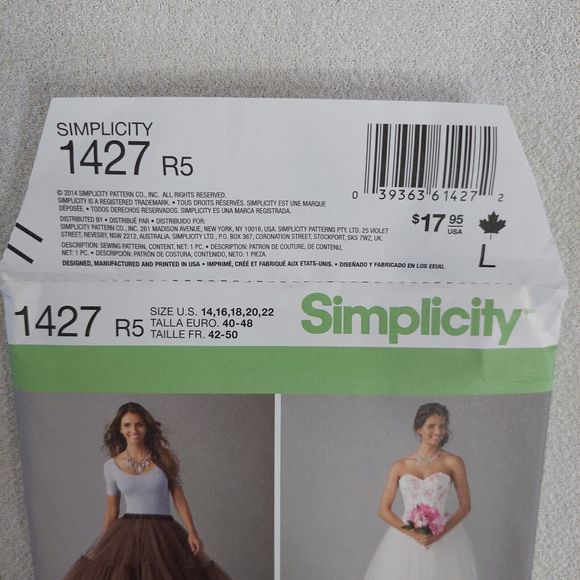 SIMPLICITY
1427 R5
© 2014 SIMPLICITY PATTERN CO., INC. ALL RIGHTS RESERVED.
SIMPLICITY IS A REGISTERED TRADEMARK. • TOUS DROITS RÉSERVÉS. SIMPLICITY EST UNE MARQUE
DÉPOSÉE. • TODOS DERECHOS RESERVADOS. SIMPLICITY ES UNA MARCA REGISTRADA.
DISTRIBUTED BY • DISTRIBUÉ PAR • DISTRIBUIDO POR:
SIMPLICITY PATTERN CO., INC. 261 MADISON AVENUE, NEW YORK, NY 10016, USA. SIMPLICITY PATTERNS PTY. LTD. 25 VIOLET
STREET, REVESBY, NSW 2212, AUSTRALIA. SIMPLICITY LTD., P.O. BOX 367, CORONATION STREET, STOCKPORT, SK5 7WZ, UK.
DESCRIPTION: SEWING PATTERN, CONTENT, NET: 1 PC. • DESCRIPTION: PATRON DE COUTURE, DE CONTENU,
NET: 1 PC. • DESCRIPCIÓN: PATRÓN DE COSTURA, CONTENIDO, NETO: 1 PIEZA.
DESIGNED, MANUFACTURED AND PRINTED IN USA • IMPRIMÉ, CRÉÉ ET FABRIQUÉ AUX ETATS-UNIS. • DISEÑADO Y FABRICADO EN LOS EEUU.
0 39363 61427 2
$17.95
USA
L
1427 R5
SIZE U.S. 14,16,18,20,22
TALLA EURO. 40-48
TAILLE FR. 42-50
Simplicity